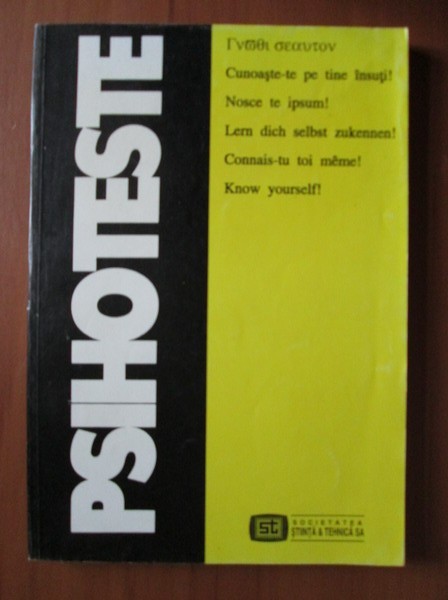 PSIHOTESTE
Γνϖθι σεαυτον
Cunoaşte-te pe tine însuţi!
Nosce te ipsum!
Lern dich selbst zukennen!
Connais-tu toi même!
Know yourself!
st
SOCIETATEA
ŞTIINŢĂ & TEHNICĂ SA